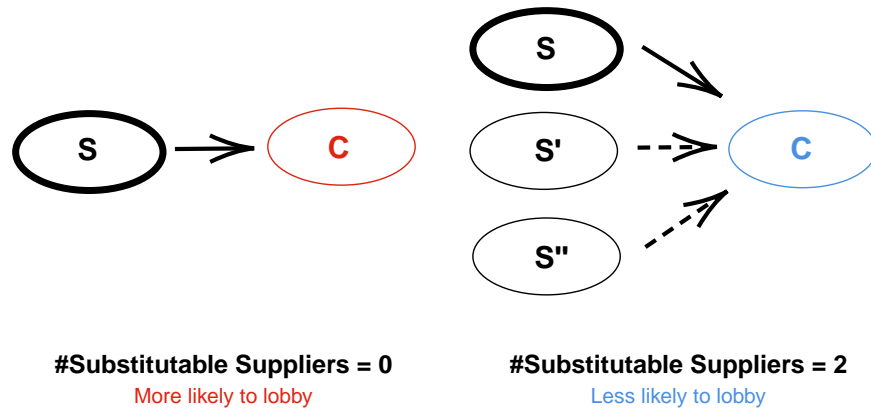 S
C
#Substitutable Suppliers = 0
More likely to lobby
S
S'
S''
C
#Substitutable Suppliers = 2
Less likely to lobby